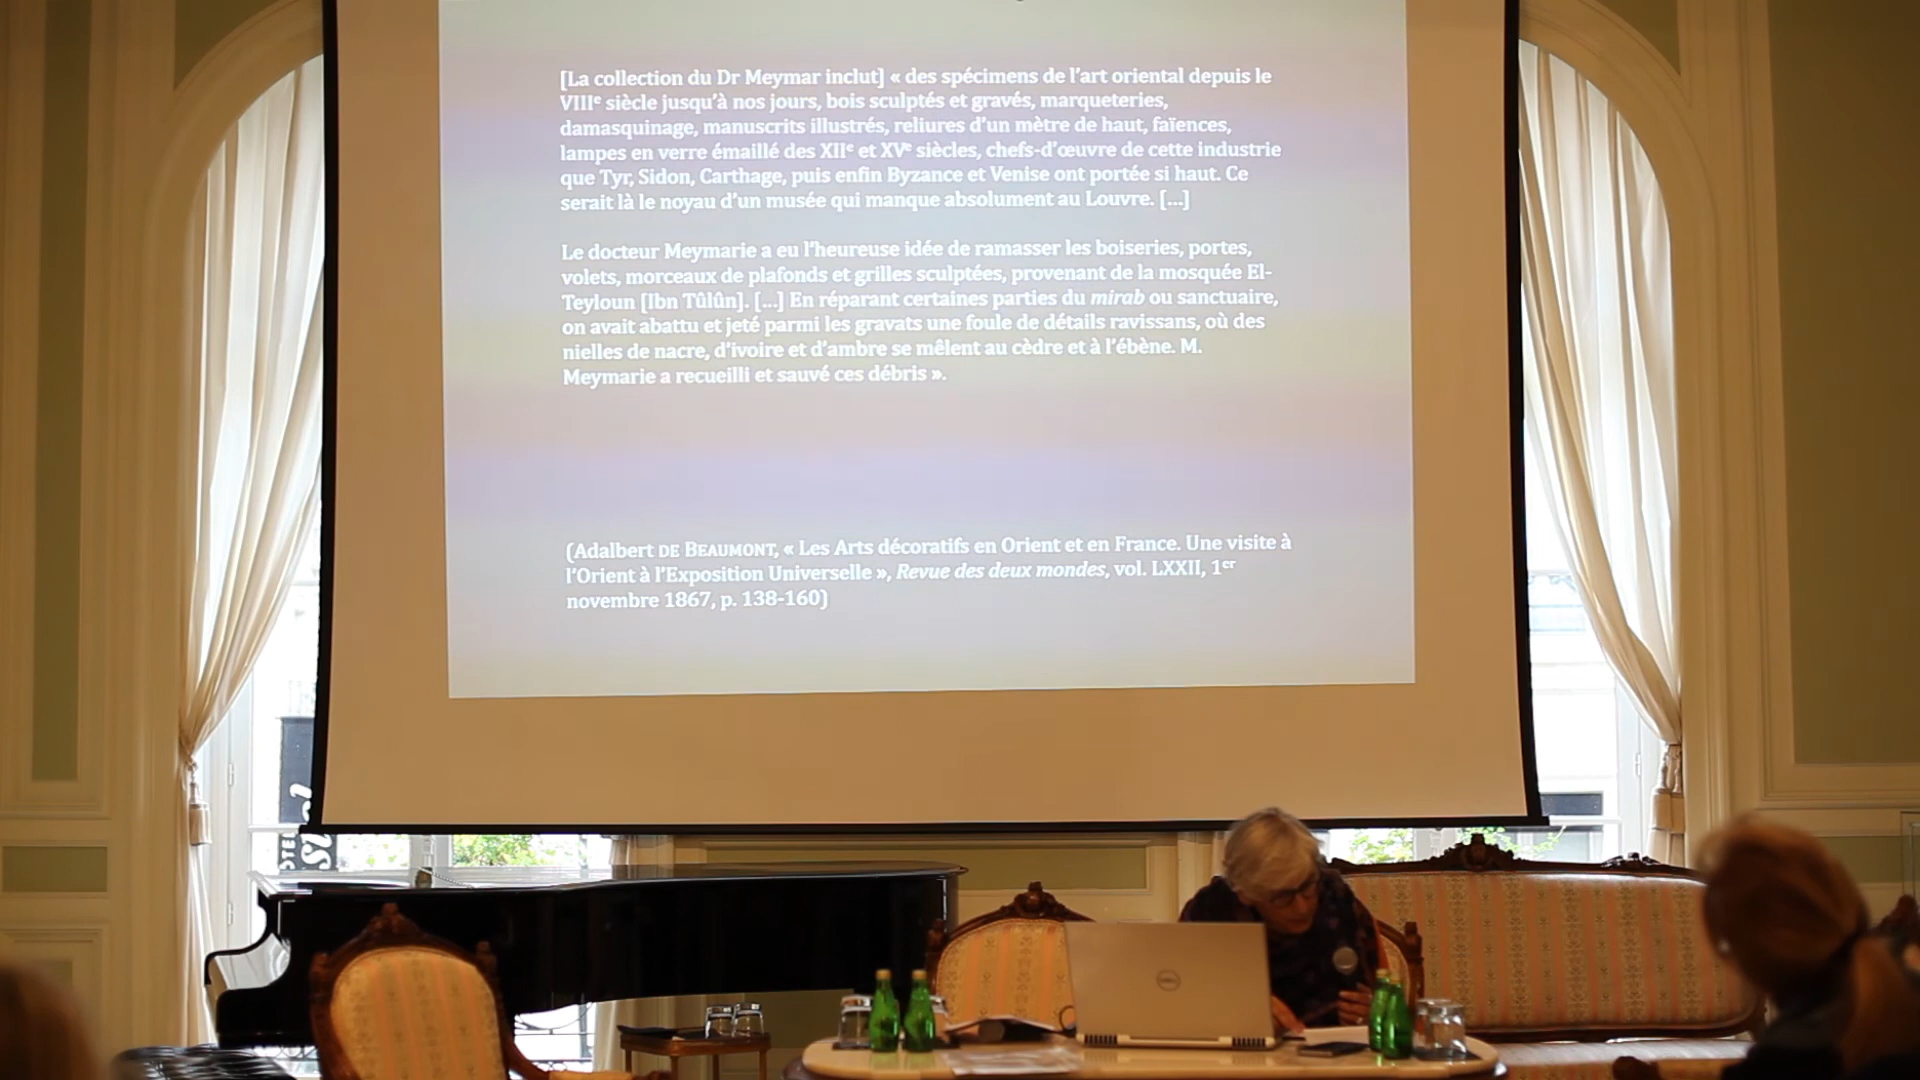 [La collection du Dr Meymar inclut] « des spécimens de l'art oriental depuis le
VIIIe siècle jusqu'à nos jours, bois sculptés et gravés, marqueteries,
damasquinage, manuscrits illustrés, reliures d'un mètre de haut, faïences,
lampes en verre émaillé des XIIe et XVe siècles, chefs-d'œuvre de cette industrie
que Tyr, Sidon, Carthage, puis enfin Byzance et Venise ont portée si haut. Ce
serait là le noyau d'un musée qui manque absolument au Louvre. [...]
Le docteur Meymarie a eu l'heureuse idée de ramasser les boiseries, portes,
volets, morceaux de plafonds et grilles sculptées, provenant de la mosquée El-
Teyloun [Ibn Tûlûn]. [...] En réparant certaines parties du mirab ou sanctuaire,
on avait abattu et jeté parmi les gravats une foule de détails ravissans, où des
nielles de nacre, d'ivoire et d'ambre se mêlent au cèdre et à l'ébène. M.
Meymarie a recueilli et sauvé ces débris ».
(Adalbert DE BEAUMONT, « Les Arts décoratifs en Orient et en France. Une visite à
l'Orient à l'Exposition Universelle », Revue des deux mondes, vol. LXXII, 1er
novembre 1867, p. 138-160)
DELL